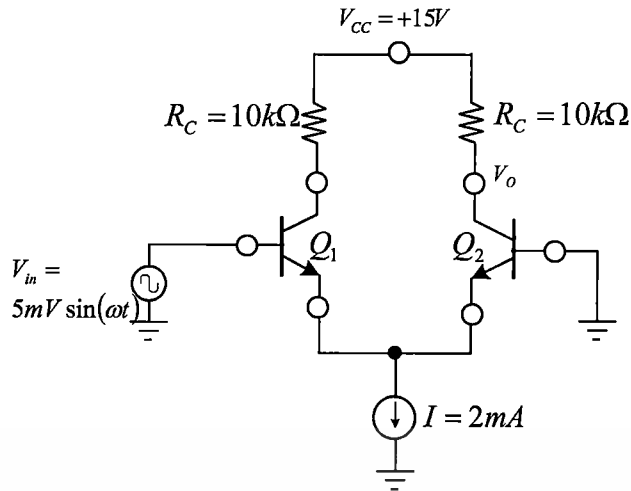 V_CC = +15V
R_C = 10kΩ
R_C = 10kΩ
V_O
Q_1
Q_2
V_in =
5mV sin(ωt)
I = 2mA